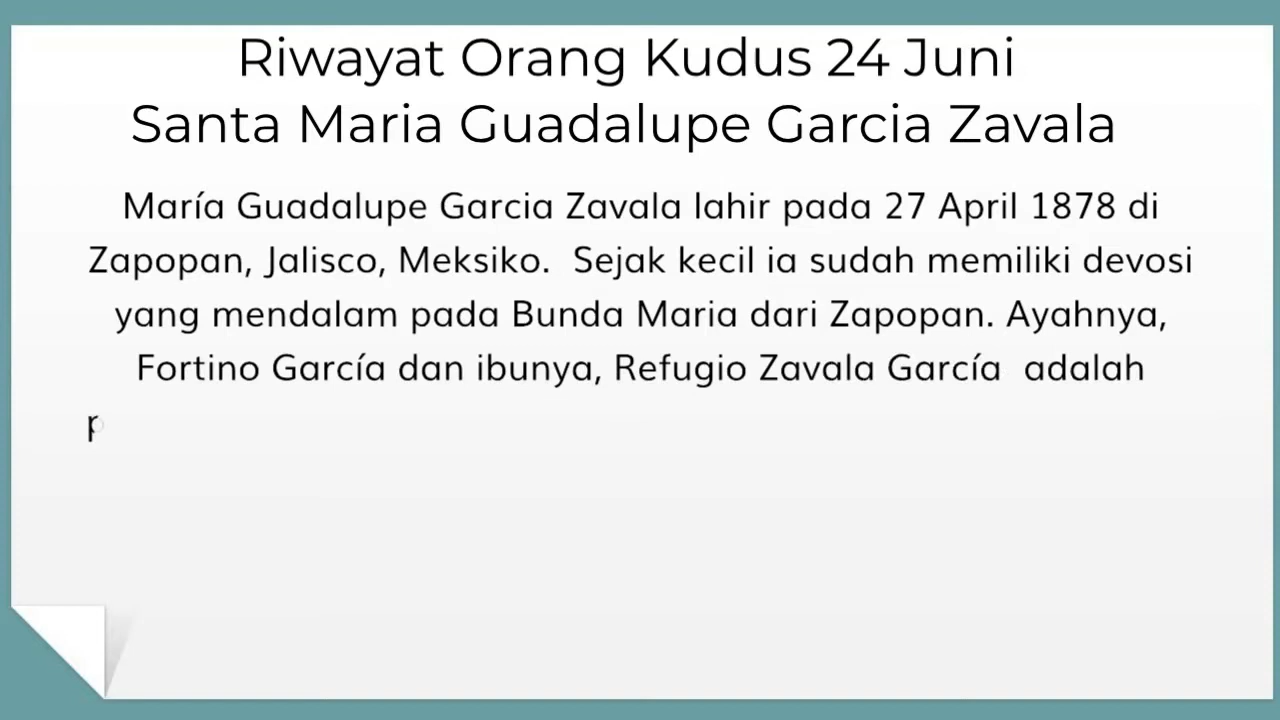 Riwayat Orang Kudus 24 Juni
Santa Maria Guadalupe Garcia Zavala
María Guadalupe Garcia Zavala lahir pada 27 April 1878 di
Zapopan, Jalisco, Meksiko.  Sejak kecil ia sudah memiliki devosi
yang mendalam pada Bunda Maria dari Zapopan. Ayahnya,
Fortino García dan ibunya, Refugio Zavala García  adalah
p